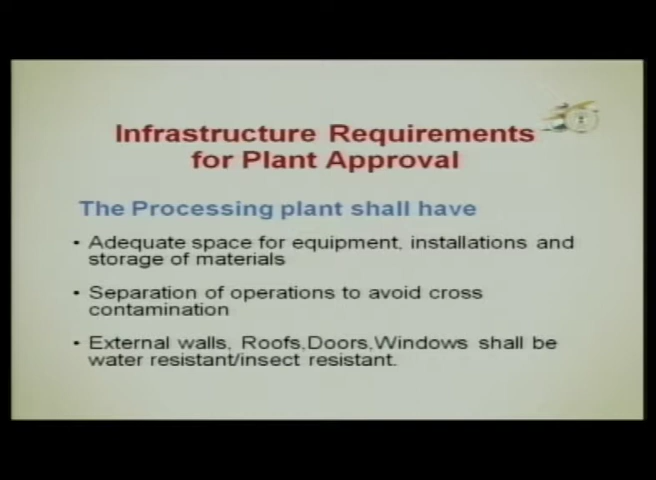 Infrastructure Requirements
for Plant Approval
The Processing plant shall have
• Adequate space for equipment, installations and
storage of materials
• Separation of operations to avoid cross
contamination
• External walls, Roofs,Doors,Windows shall be
water resistant/insect resistant.